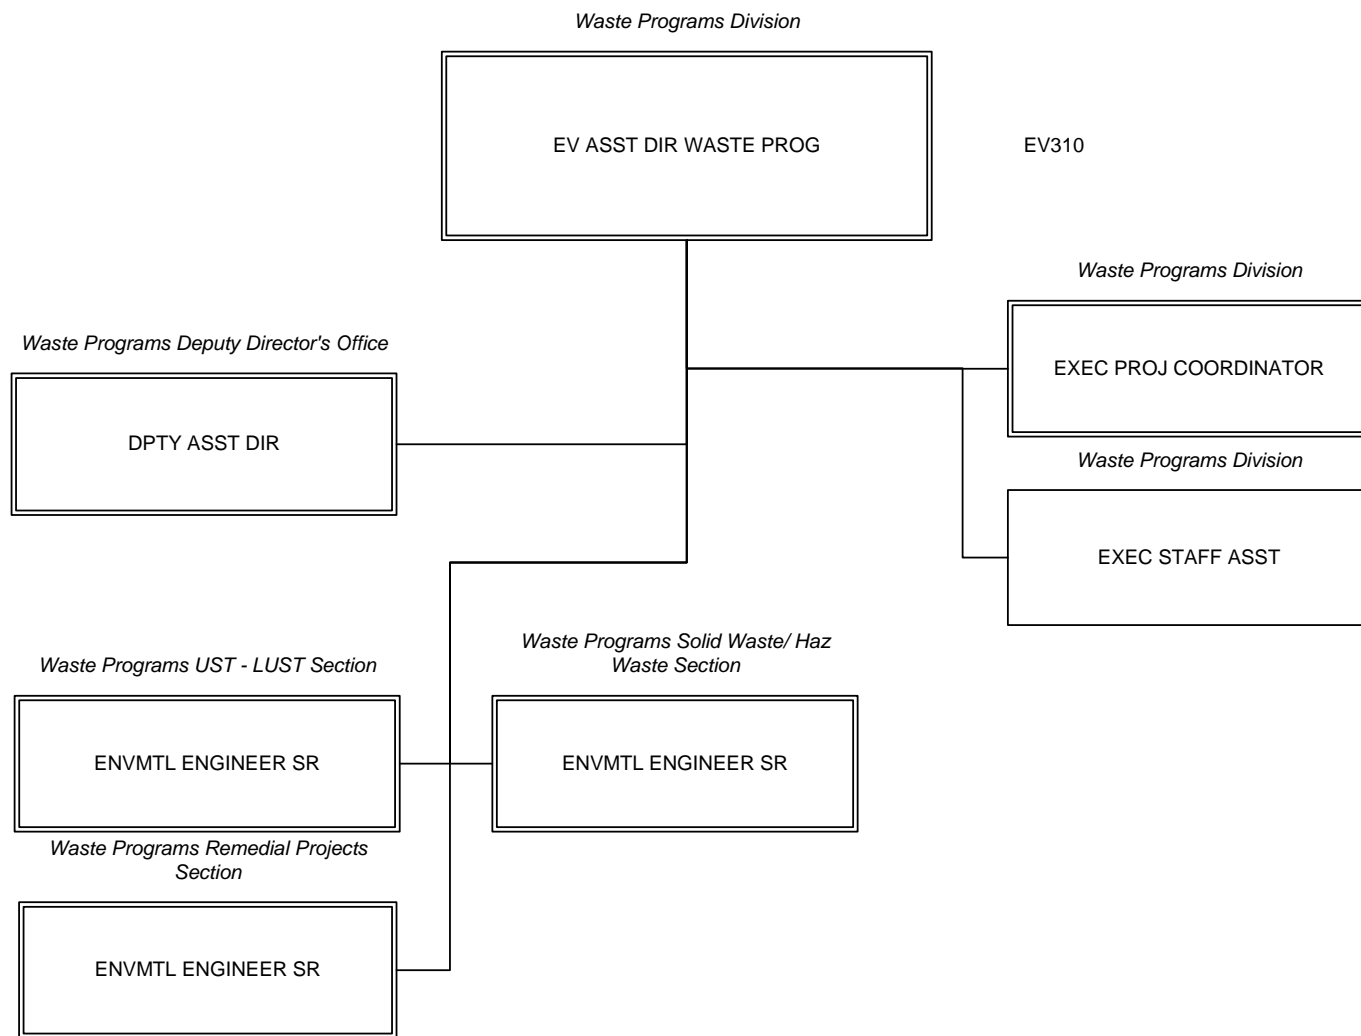 Waste Programs Division
EV ASST DIR WASTE PROG
EV310
Waste Programs Division
EXEC PROJ COORDINATOR
Waste Programs Deputy Director's Office
DPTY ASST DIR
Waste Programs Division
EXEC STAFF ASST
Waste Programs UST - LUST Section
ENVMTL ENGINEER SR
Waste Programs Solid Waste/ Haz
Waste Section
ENVMTL ENGINEER SR
Waste Programs Remedial Projects
Section
ENVMTL ENGINEER SR